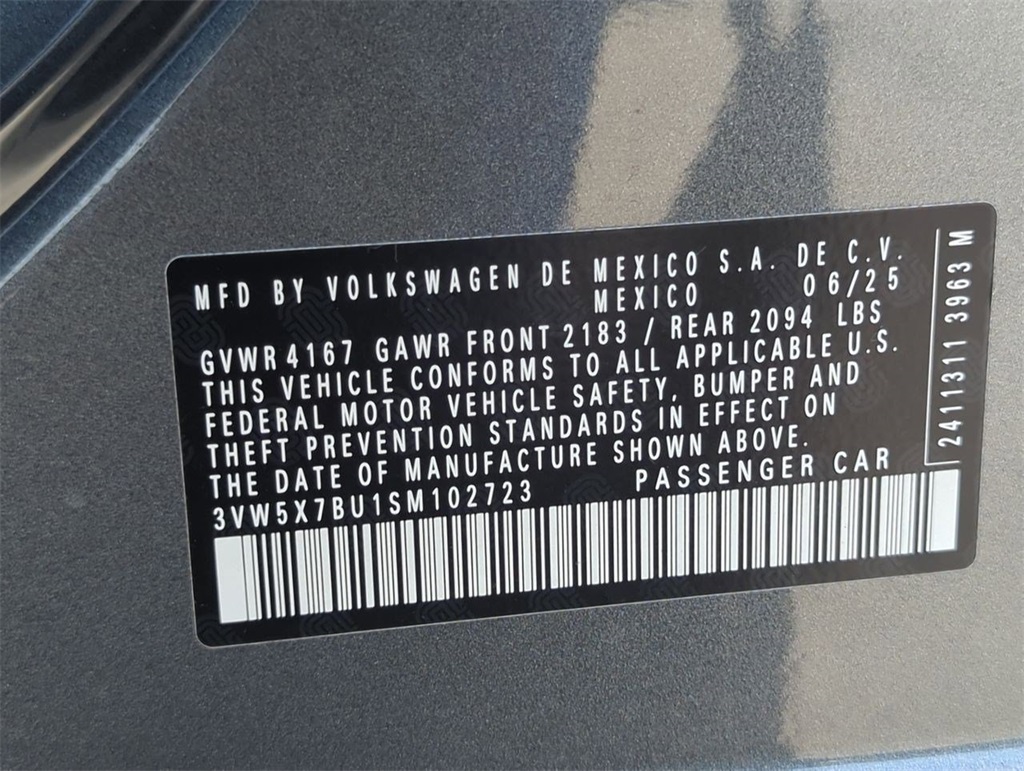 MFD BY VOLKSWAGEN DE MEXICO S.A. DE C.V.
MEXICO 06/25
GVWR 4167 GAWR FRONT 2183 / REAR 2094 LBS
THIS VEHICLE CONFORMS TO ALL APPLICABLE U.S.
FEDERAL MOTOR VEHICLE SAFETY, BUMPER AND
THEFT PREVENTION STANDARDS IN EFFECT ON
THE DATE OF MANUFACTURE SHOWN ABOVE.
3VW5X7BU1SM102723 PASSENGER CAR
2411311 3963 M